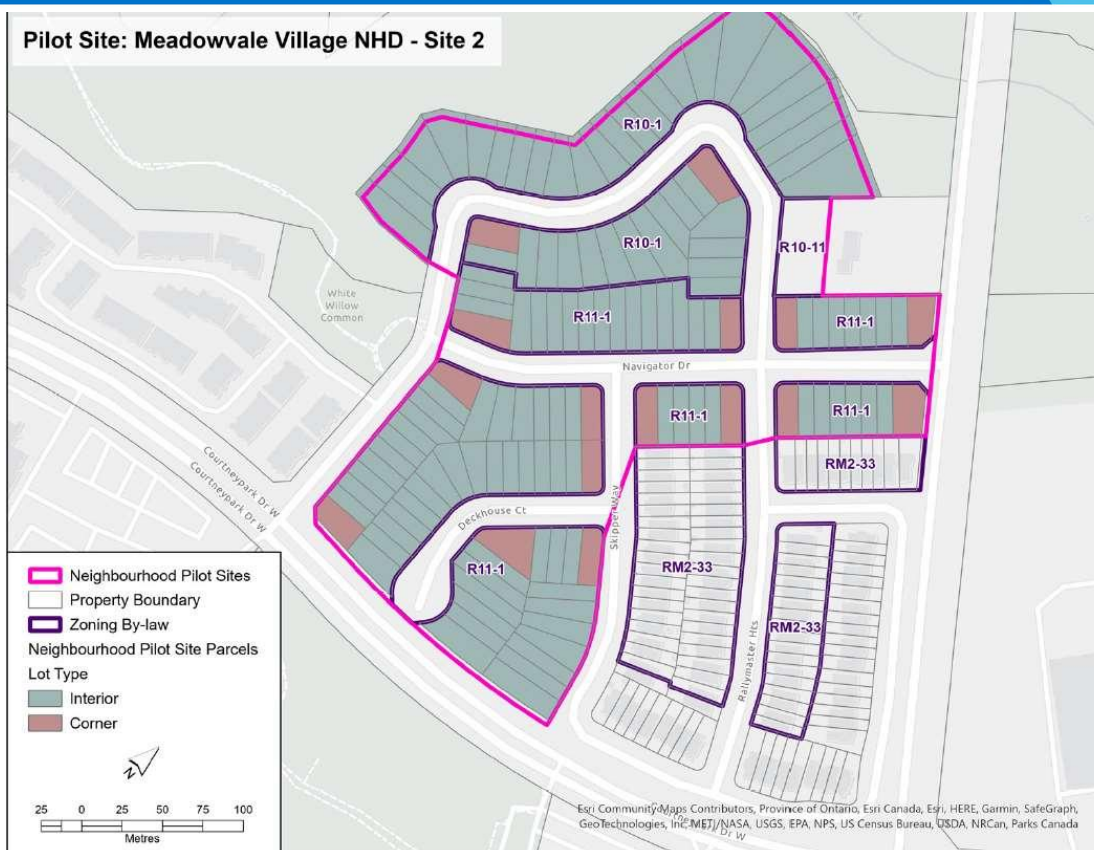 Pilot Site: Meadowvale Village NHD - Site 2
R10-1
R10-1
R10-11
White
Willow
Common
R11-1
R11-1
Navigator Dr
R11-1
R11-1
RM2-33
Courtneypark Dr W
Courtneypark Dr W
Deckhouse Ct
Skipper Way
R11-1
RM2-33
RM2-33
Rallymaster Hts
Neighbourhood Pilot Sites
Property Boundary
Zoning By-law
Neighbourhood Pilot Site Parcels
Lot Type
Interior
Corner
N
25 0 25 50 75 100
Metres
Esri Community Maps Contributors, Province of Ontario, Esri Canada, Esri, HERE, Garmin, SafeGraph,
GeoTechnologies, Inc, METI/NASA, USGS, EPA, NPS, US Census Bureau, USDA, NRCan, Parks Canada